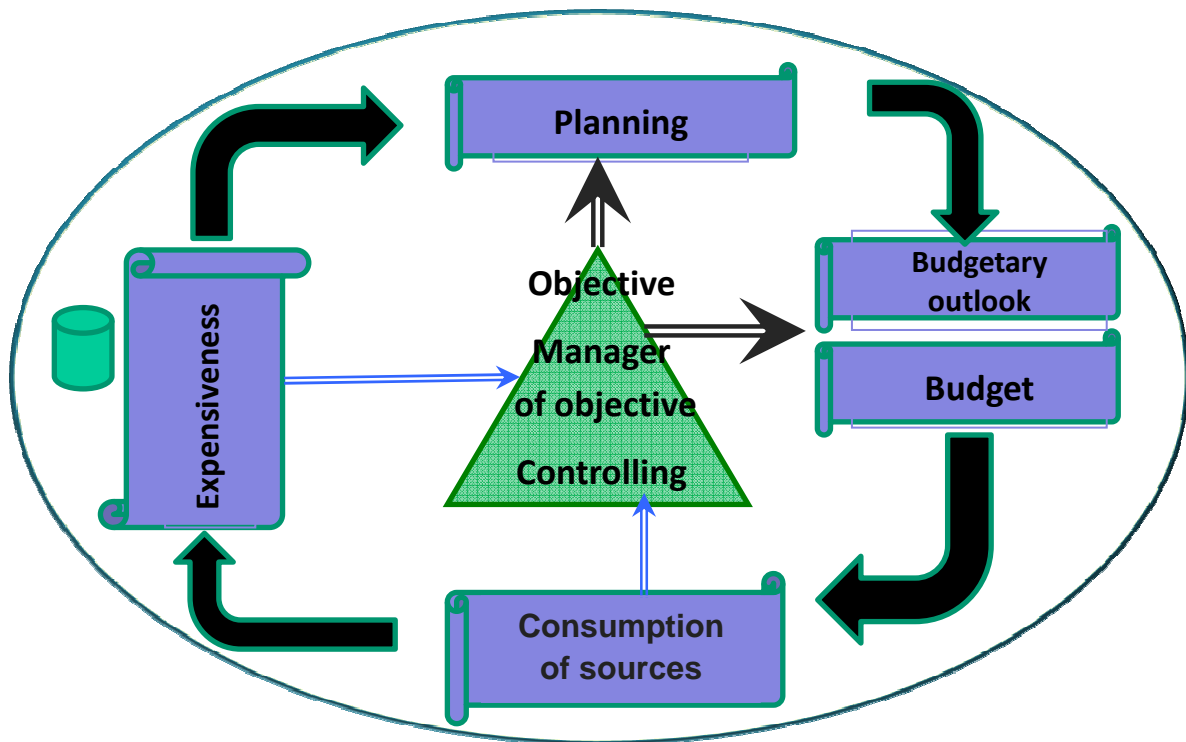 Planning
Budgetary
outlook
Budget
Objective
Manager
of objective
Controlling
Expensiveness
Consumption
of sources